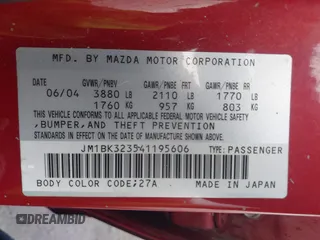 MFD. BY MAZDA MOTOR CORPORATION
GVWR/PNBV GAWR/PNBE FRT GAWR/PNBE RR
06/04 3880 LB 2110 LB 1770 LB
1760 KG 957 KG 803 KG
THIS VEHICLE CONFORMS TO ALL APPLICABLE
FEDERAL MOTOR VEHICLE SAFETY,
,BUMPER, AND THEFT PREVENTION
STANDARDS IN EFFECT ON THE DATE OF
MANUFACTURE SHOWN ABOVE.
JM1BK323541195606 TYPE:PASSENGER
BODY COLOR CODE:27A MADE IN JAPAN
DREAMBID